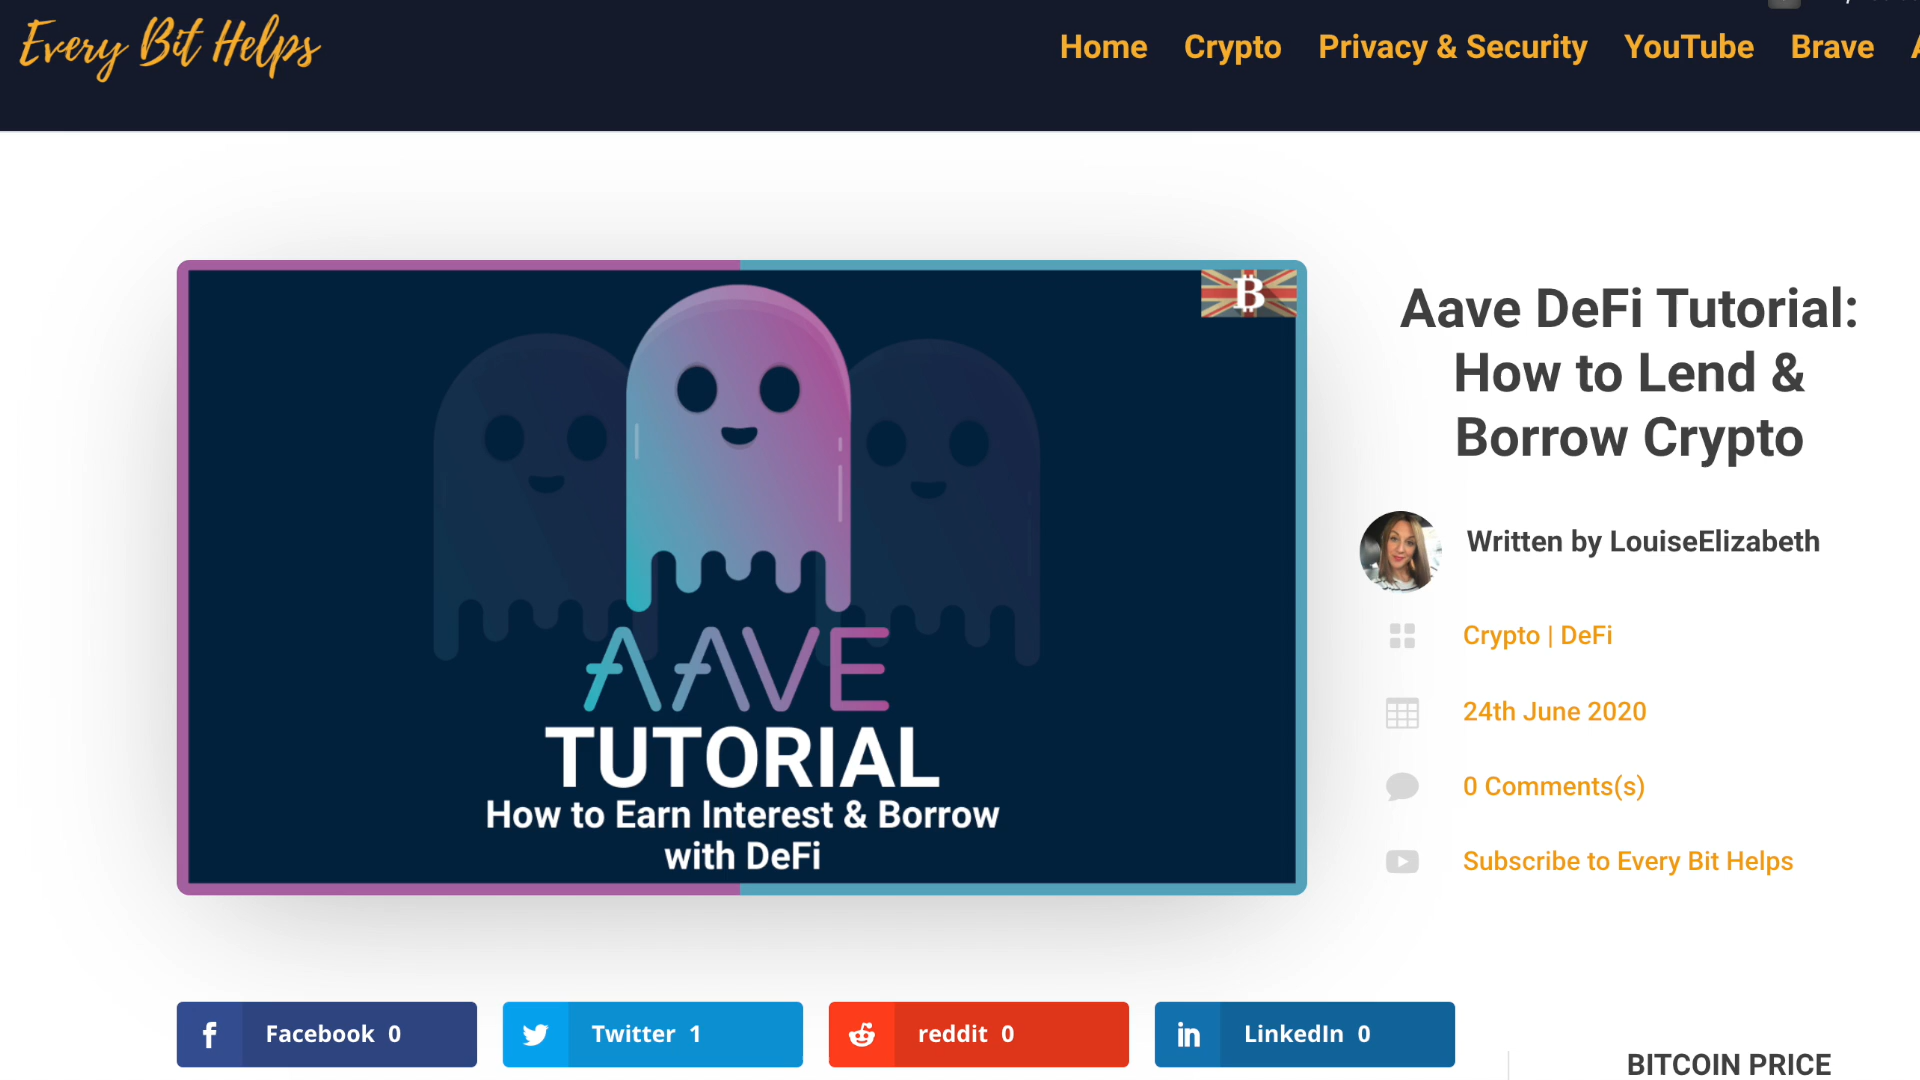 Every Bit Helps
Home Crypto Privacy & Security YouTube Brave
B
Aave DeFi Tutorial:
How to Lend &
Borrow Crypto
Written by LouiseElizabeth
Crypto | DeFi
24th June 2020
0 Comments(s)
Subscribe to Every Bit Helps
AAVE
TUTORIAL
How to Earn Interest & Borrow
with DeFi
f Facebook 0
Twitter 1
reddit 0
in LinkedIn 0
BITCOIN PRICE